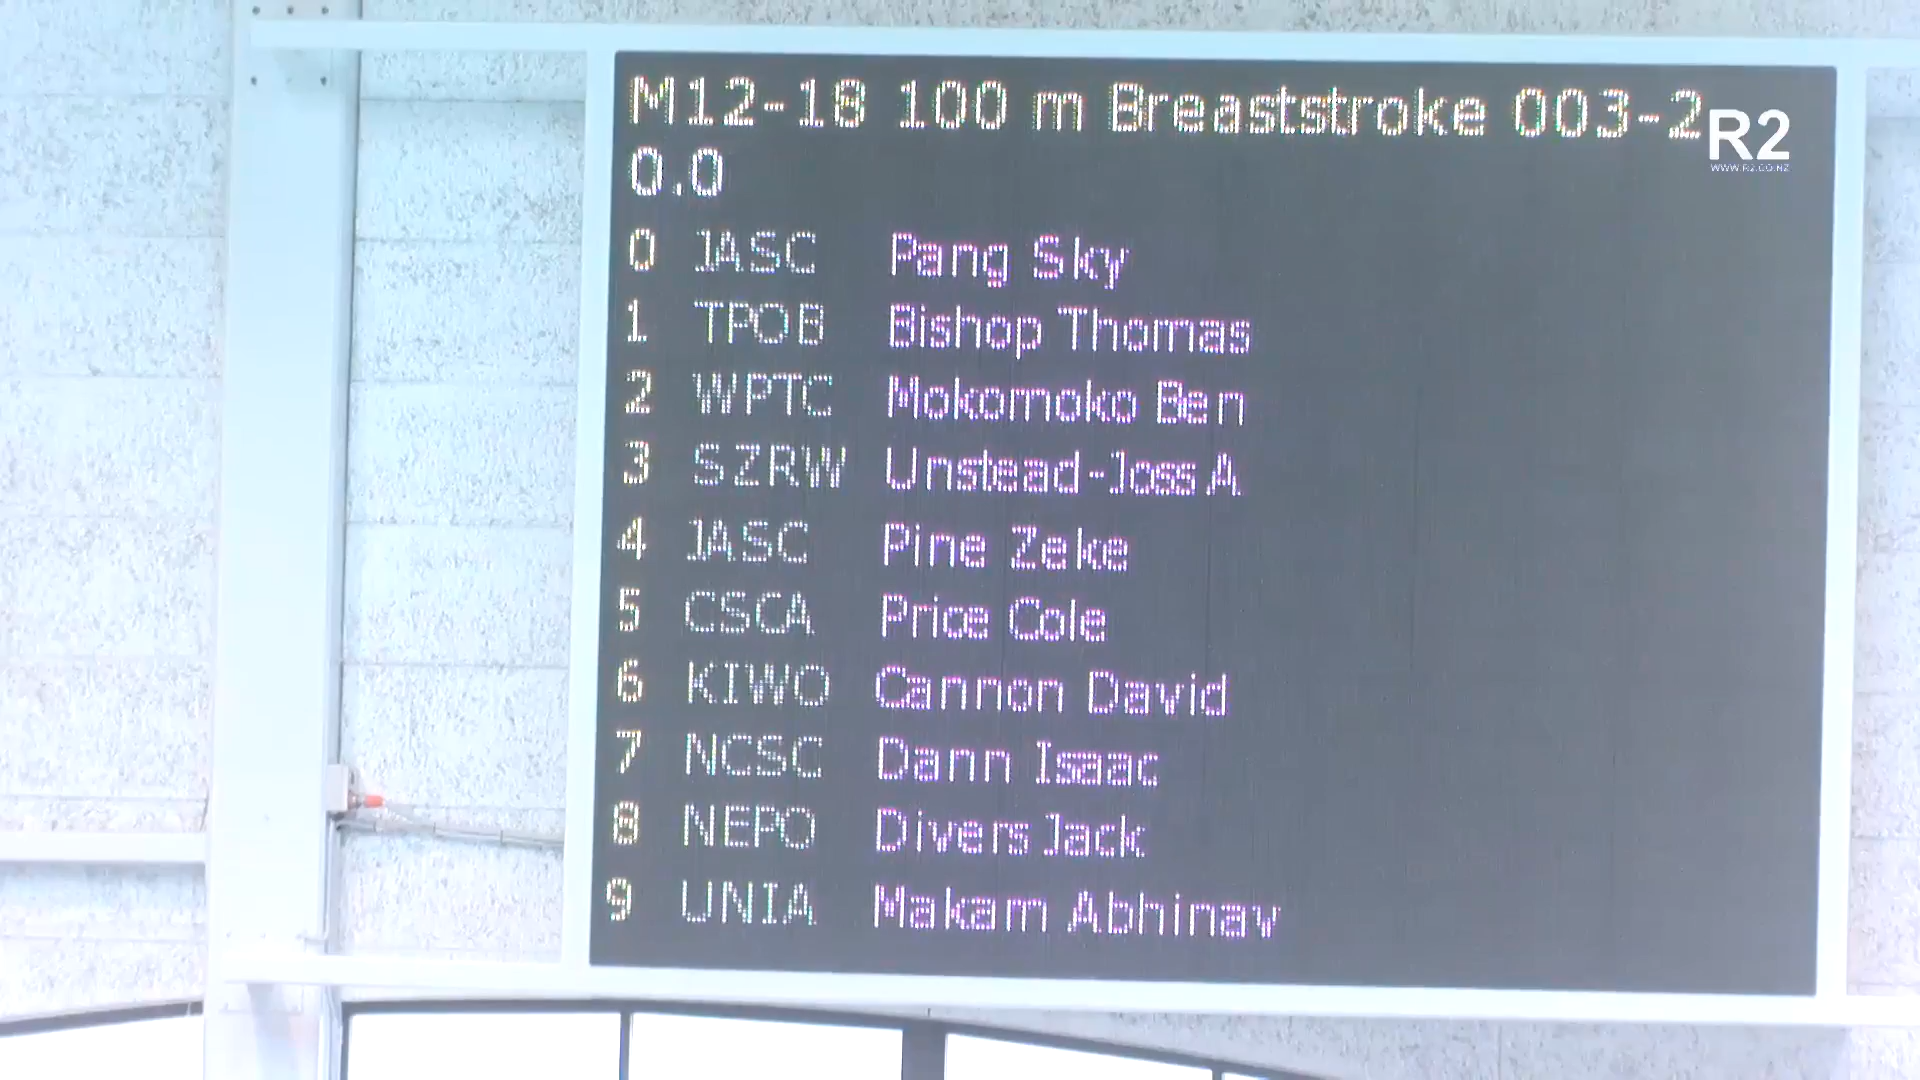 M12-18 100 m Breaststroke 003-2
R2
WWW.R2.CO.NZ
0.0
0 JASC Pang Sky
1 TPOB Bishop Thomas
2 WPTC Mokomoko Ben
3 SZRW Unstead-Joss A
4 JASC Pine Zeke
5 CSCA Price Cole
6 KIWO Cannon David
7 NCSC Dann Isaac
8 NEPO Divers Jack
9 UNIA Makam Abhinav